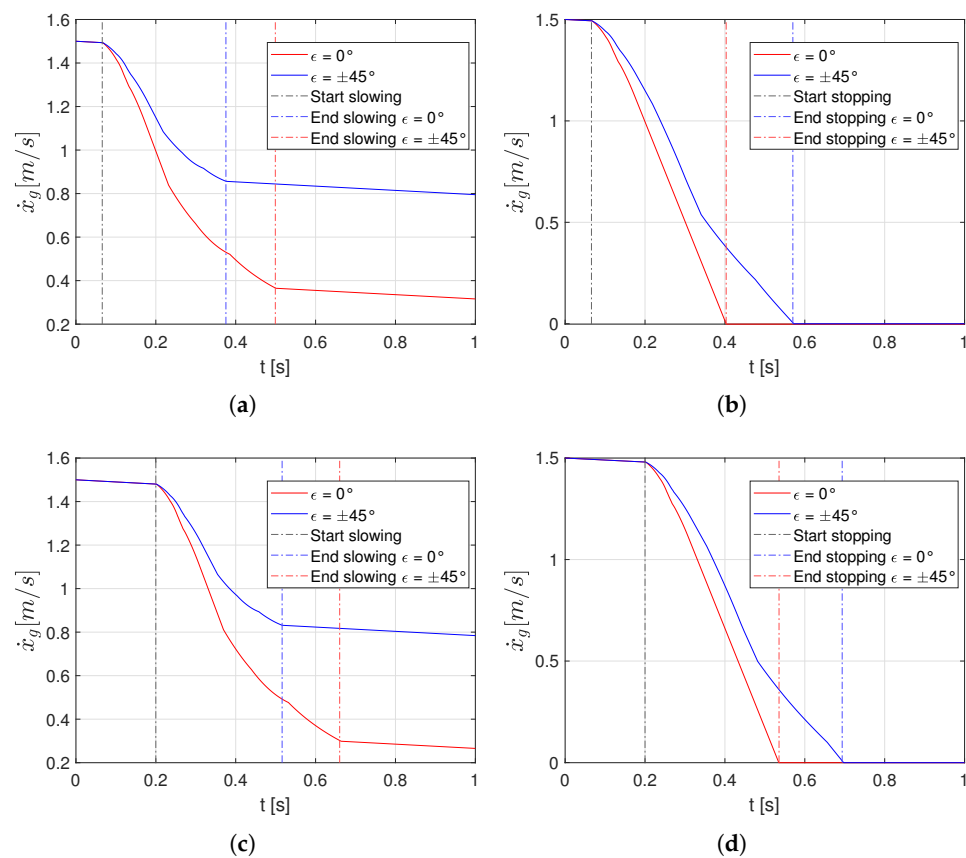 1.6
1.4
1.2
1
0.8
0.6
0.4
0.2
ẋg[m/s]
0 0.2 0.4 0.6 0.8 1
t [s]
ϵ = 0°
ϵ = ±45°
Start slowing
End slowing ϵ = 0°
End slowing ϵ = ±45°
(a)
1.5
1
0.5
0
ẋg[m/s]
0 0.2 0.4 0.6 0.8 1
t [s]
ϵ = 0°
ϵ = ±45°
Start stopping
End stopping ϵ = 0°
End stopping ϵ = ±45°
(b)
1.6
1.4
1.2
1
0.8
0.6
0.4
0.2
ẋg[m/s]
0 0.2 0.4 0.6 0.8 1
t [s]
ϵ = 0°
ϵ = ±45°
Start slowing
End slowing ϵ = 0°
End slowing ϵ = ±45°
(c)
1.5
1
0.5
0
ẋg[m/s]
0 0.2 0.4 0.6 0.8 1
t [s]
ϵ = 0°
ϵ = ±45°
Start stopping
End stopping ϵ = 0°
End stopping ϵ = ±45°
(d)